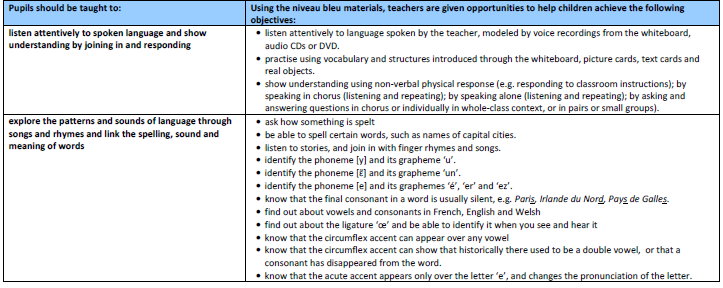 Pupils should be taught to:
Using the niveau bleu materials, teachers are given opportunities to help children achieve the following
objectives:
listen attentively to spoken language and show
understanding by joining in and responding
• listen attentively to language spoken by the teacher, modeled by voice recordings from the whiteboard,
audio CDs or DVD.
• practise using vocabulary and structures introduced through the whiteboard, picture cards, text cards and
real objects.
• show understanding using non-verbal physical response (e.g. responding to classroom instructions); by
speaking in chorus (listening and repeating); by speaking alone (listening and repeating); by asking and
answering questions in chorus or individually in whole-class context, or in pairs or small groups).
explore the patterns and sounds of language through
songs and rhymes and link the spelling, sound and
meaning of words
• ask how something is spelt
• be able to spell certain words, such as names of capital cities.
• listen to stories, and join in with finger rhymes and songs.
• identify the phoneme [y] and its grapheme ‘u’.
• identify the phoneme [ɛ̃] and its grapheme ‘un’.
• identify the phoneme [e] and its graphemes ‘é’, ‘er’ and ‘ez’.
• know that the final consonant in a word is usually silent, e.g. Paris, Irlande du Nord, Pays de Galles.
• find out about vowels and consonants in French, English and Welsh
• find out about the ligature ‘œ’ and be able to identify it when you see and hear it
• know that the circumflex accent can appear over any vowel
• know that the circumflex accent can show that historically there used to be a double vowel, or that a
consonant has disappeared from the word.
• know that the acute accent appears only over the letter ‘e’, and changes the pronunciation of the letter.